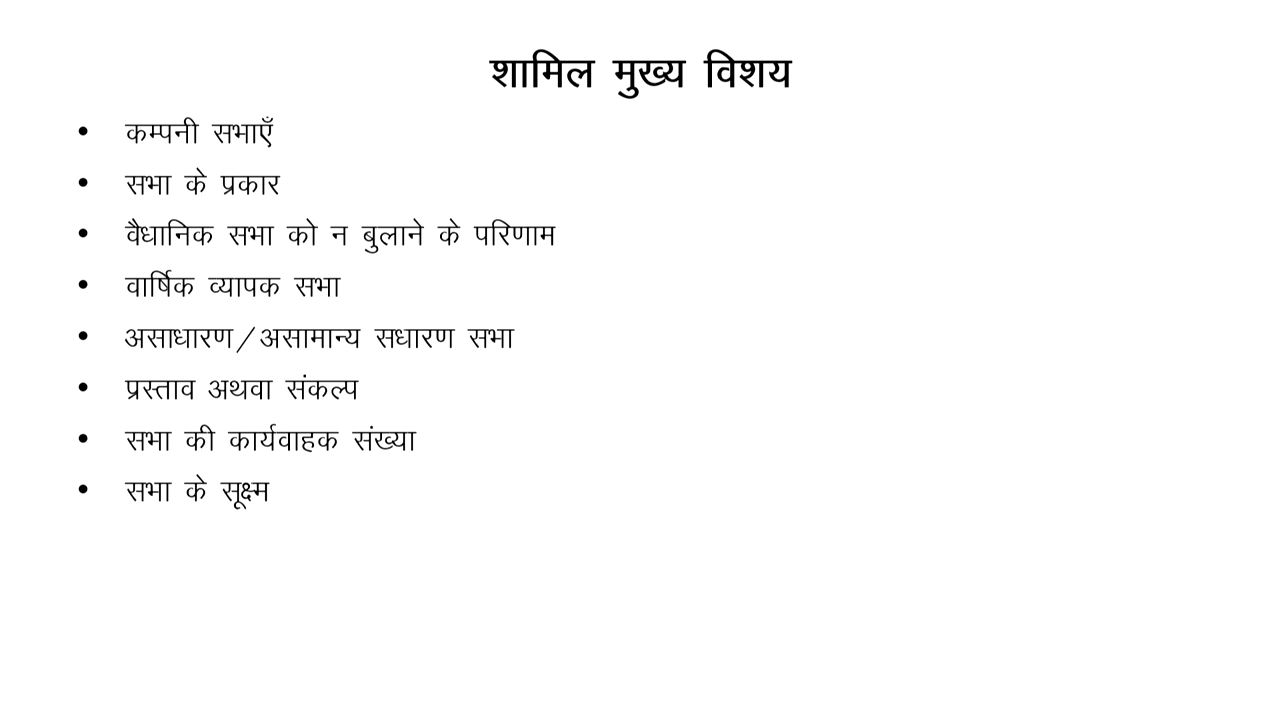 शामिल मुख्य विशय
• कम्पनी सभाएँ
• सभा के प्रकार
• वैधानिक सभा को न बुलाने के परिणाम
• वार्षिक व्यापक सभा
• असाधारण/असामान्य सधारण सभा
• प्रस्ताव अथवा संकल्प
• सभा की कार्यवाहक संख्या
• सभा के सूक्ष्म